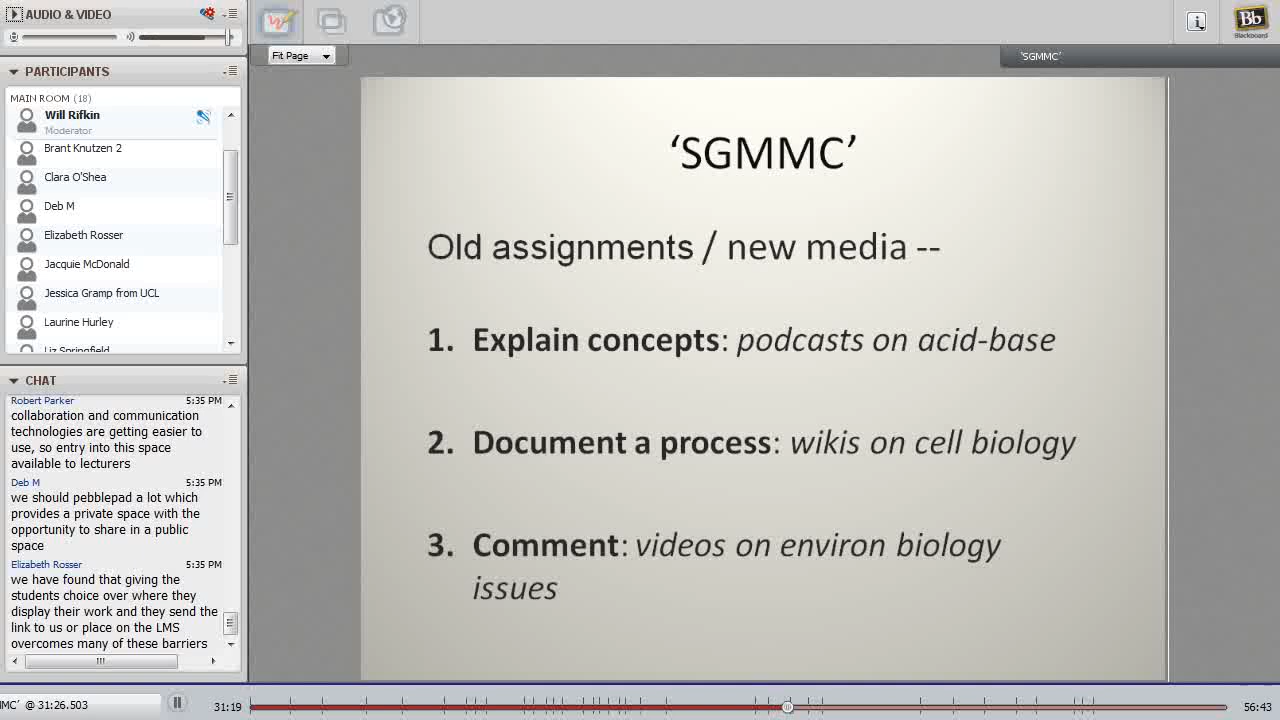 AUDIO & VIDEO
PARTICIPANTS
MAIN ROOM (18)
Will Rifkin
Moderator
Brant Knutzen 2
Clara O'Shea
Deb M
Elizabeth Rosser
Jacquie McDonald
Jessica Gramp from UCL
Laurine Hurley
Liz Springfield
CHAT
Robert Parker 5:35 PM
collaboration and communication
technologies are getting easier to
use, so entry into this space
available to lecturers
Deb M 5:35 PM
we should pebblepad a lot which
provides a private space with the
opportunity to share in a public
space
Elizabeth Rosser 5:35 PM
we have found that giving the
students choice over where they
display their work and they send the
link to us or place on the LMS
overcomes many of these barriers
Bb
Blackboard
Fit Page
'SGMMC'
‘SGMMC’
Old assignments / new media --
1. Explain concepts: podcasts on acid-base
2. Document a process: wikis on cell biology
3. Comment: videos on environ biology
issues
MC' @ 31:26.503
31:19
56:43